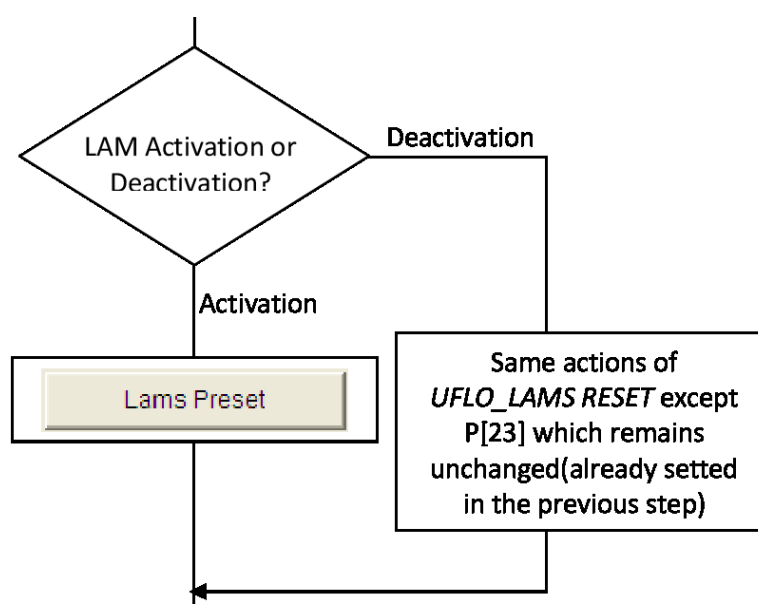 LAM Activation or
Deactivation?
Deactivation
Activation
Lams Preset
Same actions of
UFLO_LAMS RESET except
P[23] which remains
unchanged(already setted
in the previous step)